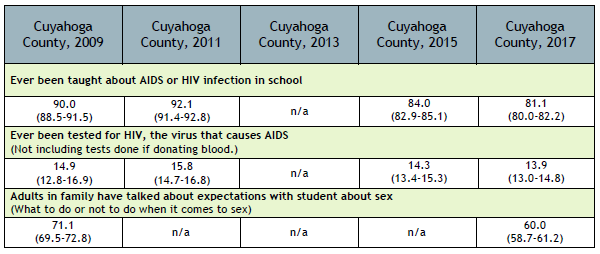 Cuyahoga County, 2009 Cuyahoga County, 2011 Cuyahoga County, 2013 Cuyahoga County, 2015 Cuyahoga County, 2017
Ever been taught about AIDS or HIV infection in school
90.0 92.1 n/a 84.0 81.1
(88.5-91.5) (91.4-92.8) (82.9-85.1) (80.0-82.2)
Ever been tested for HIV, the virus that causes AIDS
(Not including tests done if donating blood.)
14.9 15.8 n/a 14.3 13.9
(12.8-16.9) (14.7-16.8) (13.4-15.3) (13.0-14.8)
Adults in family have talked about expectations with student about sex
(What to do or not to do when it comes to sex)
71.1 n/a n/a n/a 60.0
(69.5-72.8) (58.7-61.2)